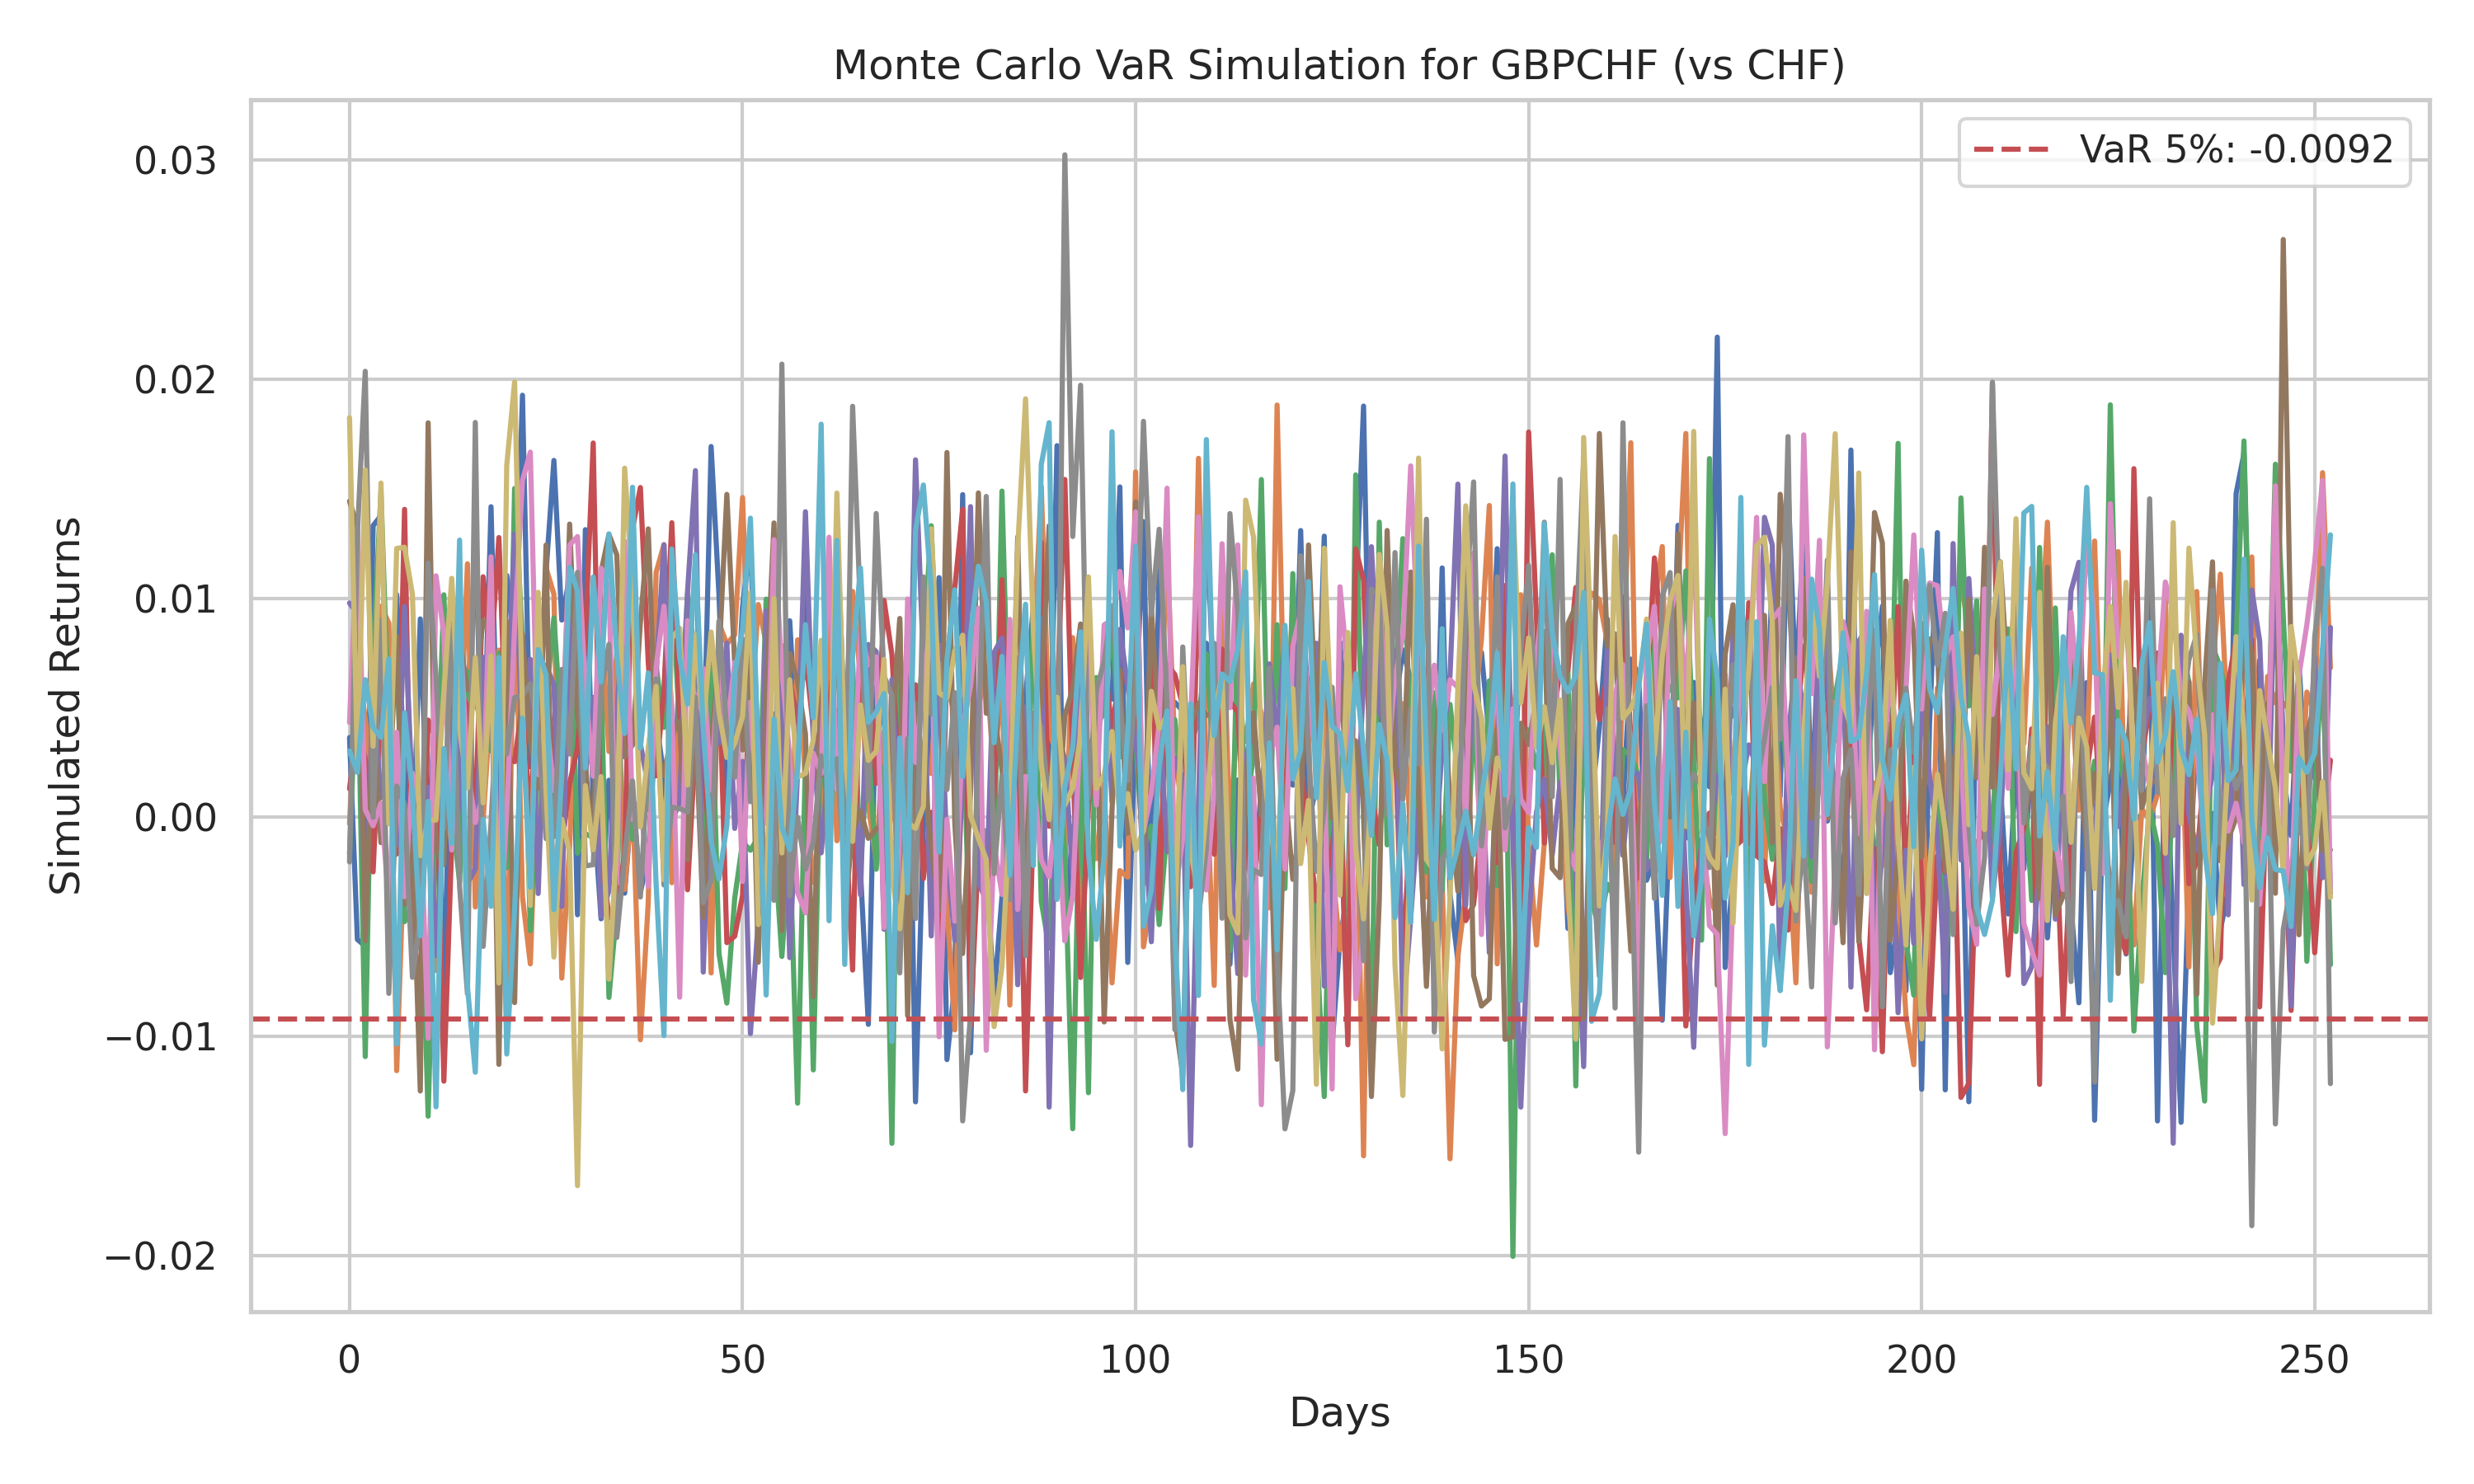 Monte Carlo VaR Simulation for GBPCHF (vs CHF)
VaR 5%: -0.0092
Simulated Returns
0.03
0.02
0.01
0.00
−0.01
−0.02
0 50 100 150 200 250
Days